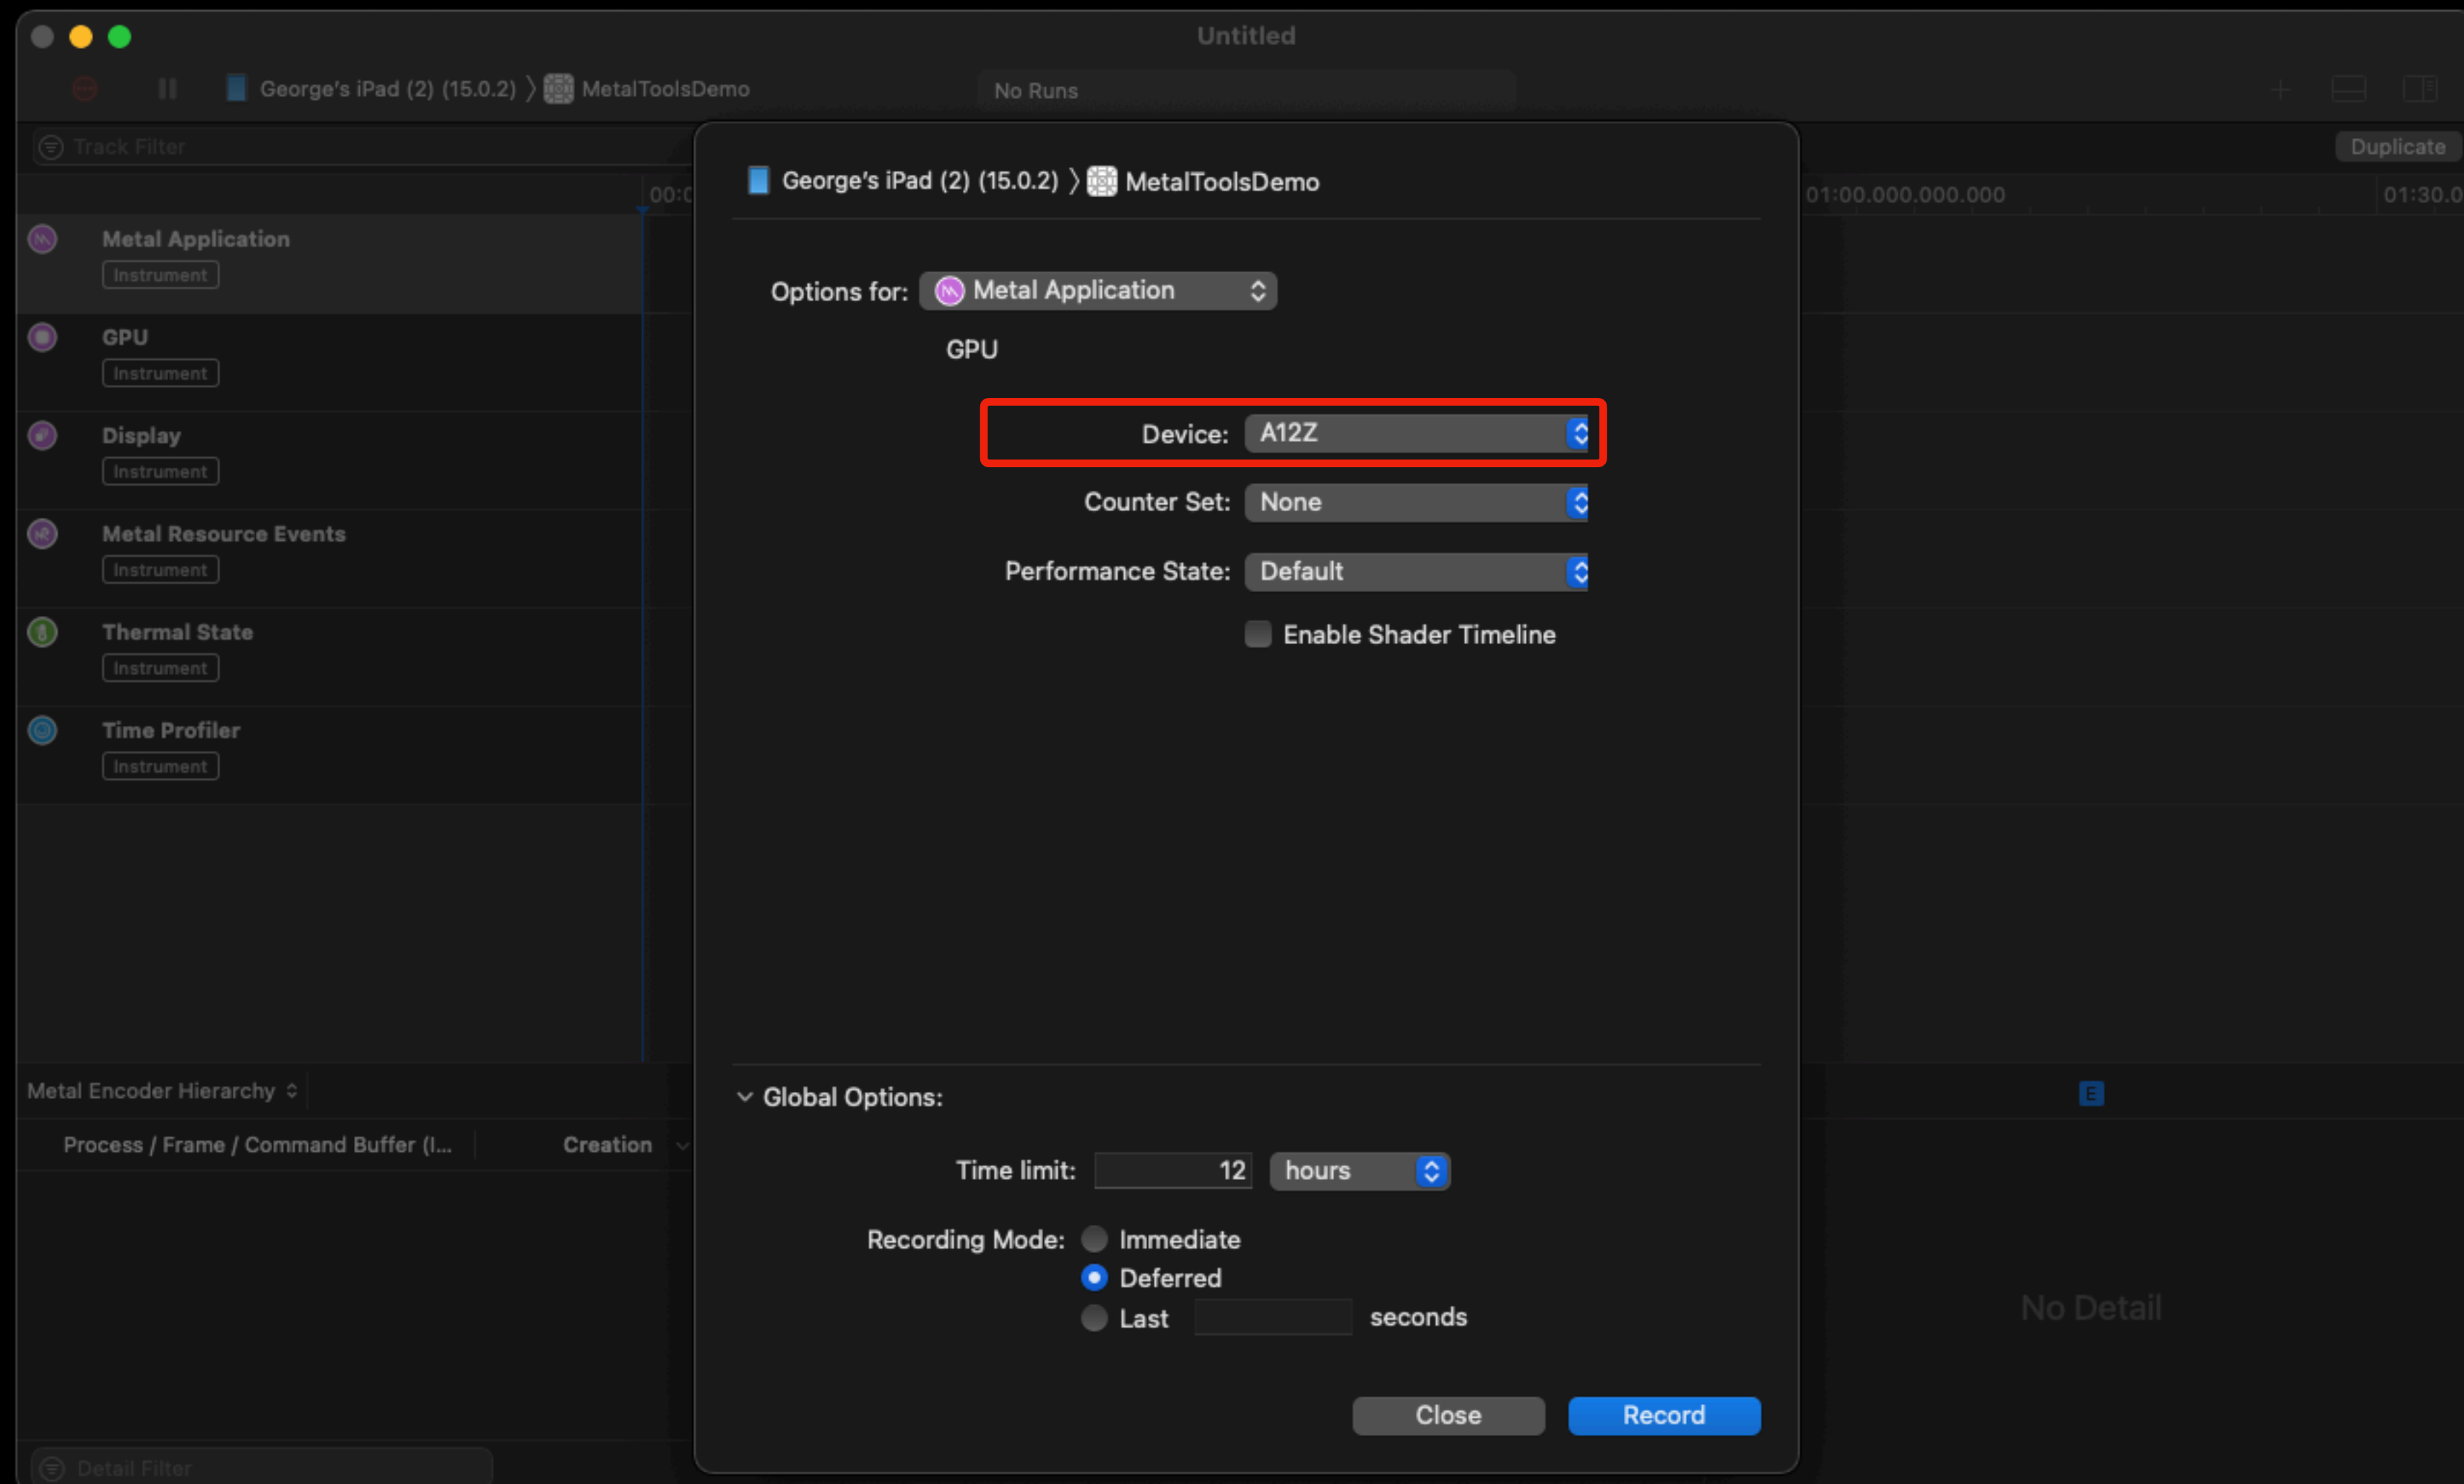 Untitled
George's iPad (2) (15.0.2) 〉 MetalToolsDemo
No Runs
Track Filter
Duplicate
01:00.000.000.000
Metal Application
Instrument
GPU
Instrument
Display
Instrument
Metal Resource Events
Instrument
Thermal State
Instrument
Time Profiler
Instrument
George's iPad (2) (15.0.2) 〉 MetalToolsDemo
Options for: Metal Application
GPU
Device: A12Z
Counter Set: None
Performance State: Default
Enable Shader Timeline
Global Options:
Time limit: 12 hours
Recording Mode: Immediate
Deferred
Last seconds
Close Record
Metal Encoder Hierarchy
E
Process / Frame / Command Buffer (I...
Creation
No Detail
Detail Filter